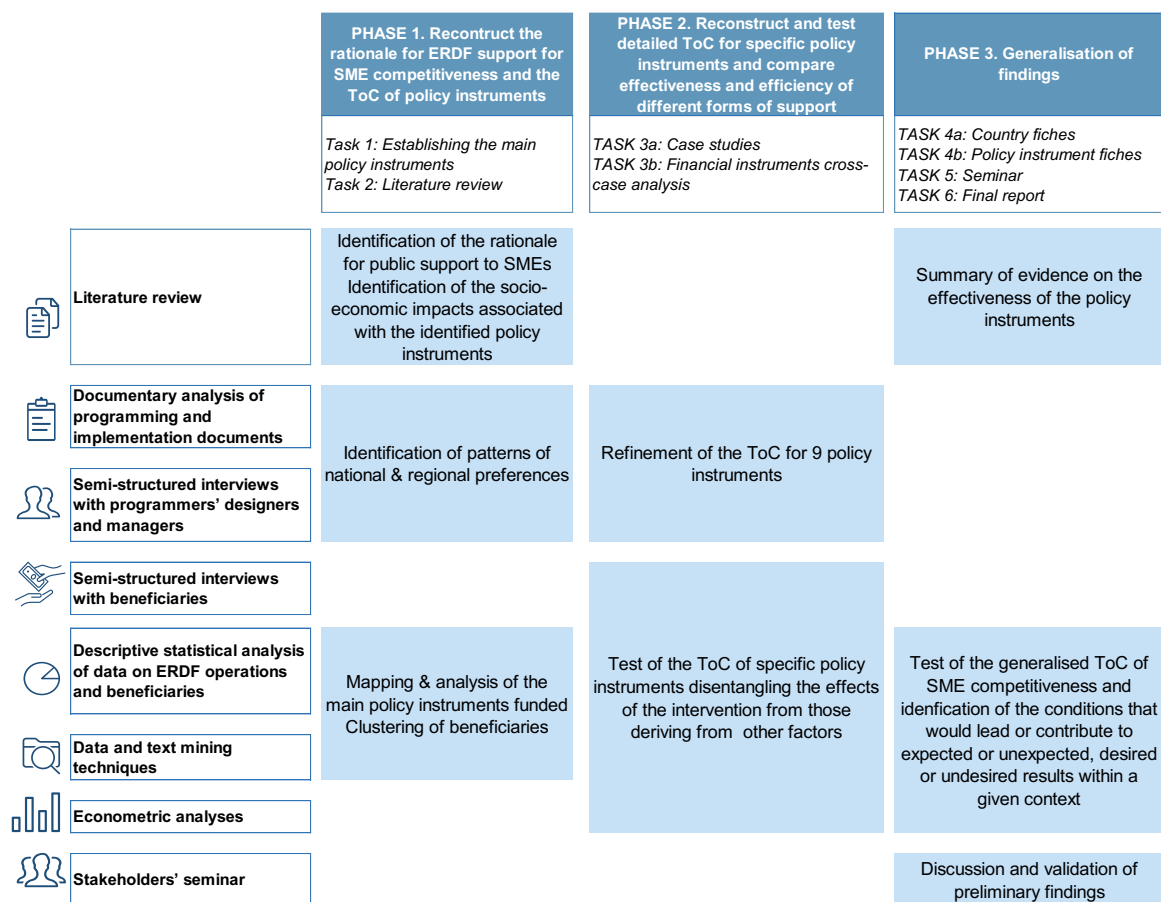 PHASE 1. Recontruct the
rationale for ERDF support for
SME competitiveness and the
ToC of policy instruments
PHASE 2. Reconstruct and test
detailed ToC for specific policy
instruments and compare
effectiveness and efficiency of
different forms of support
PHASE 3. Generalisation of
findings
Task 1: Establishing the main
policy instruments
Task 2: Literature review
TASK 3a: Case studies
TASK 3b: Financial instruments cross-
case analysis
TASK 4a: Country fiches
TASK 4b: Policy instrument fiches
TASK 5: Seminar
TASK 6: Final report
Literature review
Identification of the rationale
for public support to SMEs
Identification of the socio-
economic impacts associated
with the identified policy
instruments
Summary of evidence on the
effectiveness of the policy
instruments
Documentary analysis of
programming and
implementation documents
Semi-structured interviews
with programmers' designers
and managers
Identification of patterns of
national & regional preferences
Refinement of the ToC for 9 policy
instruments
Semi-structured interviews
with beneficiaries
Descriptive statistical analysis
of data on ERDF operations
and beneficiaries
Data and text mining
techniques
Econometric analyses
Mapping & analysis of the
main policy instruments funded
Clustering of beneficiaries
Test of the ToC of specific policy
instruments disentangling the effects
of the intervention from those
deriving from other factors
Test of the generalised ToC of
SME competitiveness and
idenfication of the conditions that
would lead or contribute to
expected or unexpected, desired
or undesired results within a
given context
Stakeholders' seminar
Discussion and validation of
preliminary findings